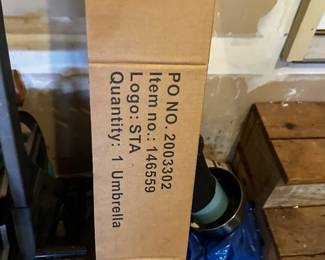 PO NO. 2003302
Item no.: 146559
Logo: STA
Quantity: 1 Umbrella